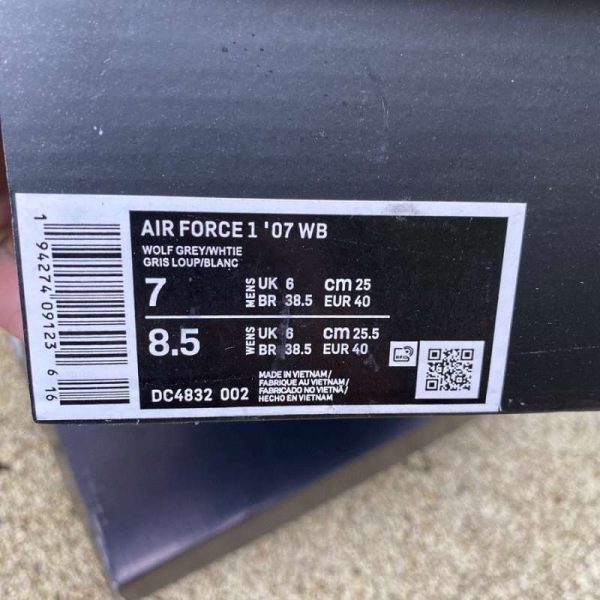 AIR FORCE 1 '07 WB
WOLF GREY/WHTIE
GRIS LOUP/BLANC
7 MENS UK 6 cm 25
BR 38.5 EUR 40
8.5 WENS UK 6 cm 25.5
BR 38.5 EUR 40
MADE IN VIETNAM/
FABRIQUE AU VIETNAM/
FABRICADO NO VIETNÃ/
HECHO EN VIETNAM
DC4832 002
1 94274 09123 6 16